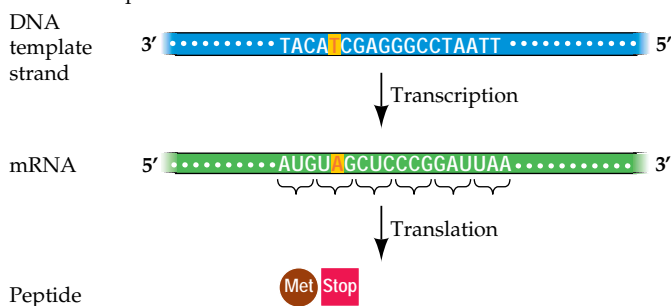 DNA
template
strand
3′ TACATCGAGGGCCTAATT 5′
Transcription
mRNA 5′ AUGUAGCUCCCGGAUUAA 3′
Translation
Peptide Met Stop